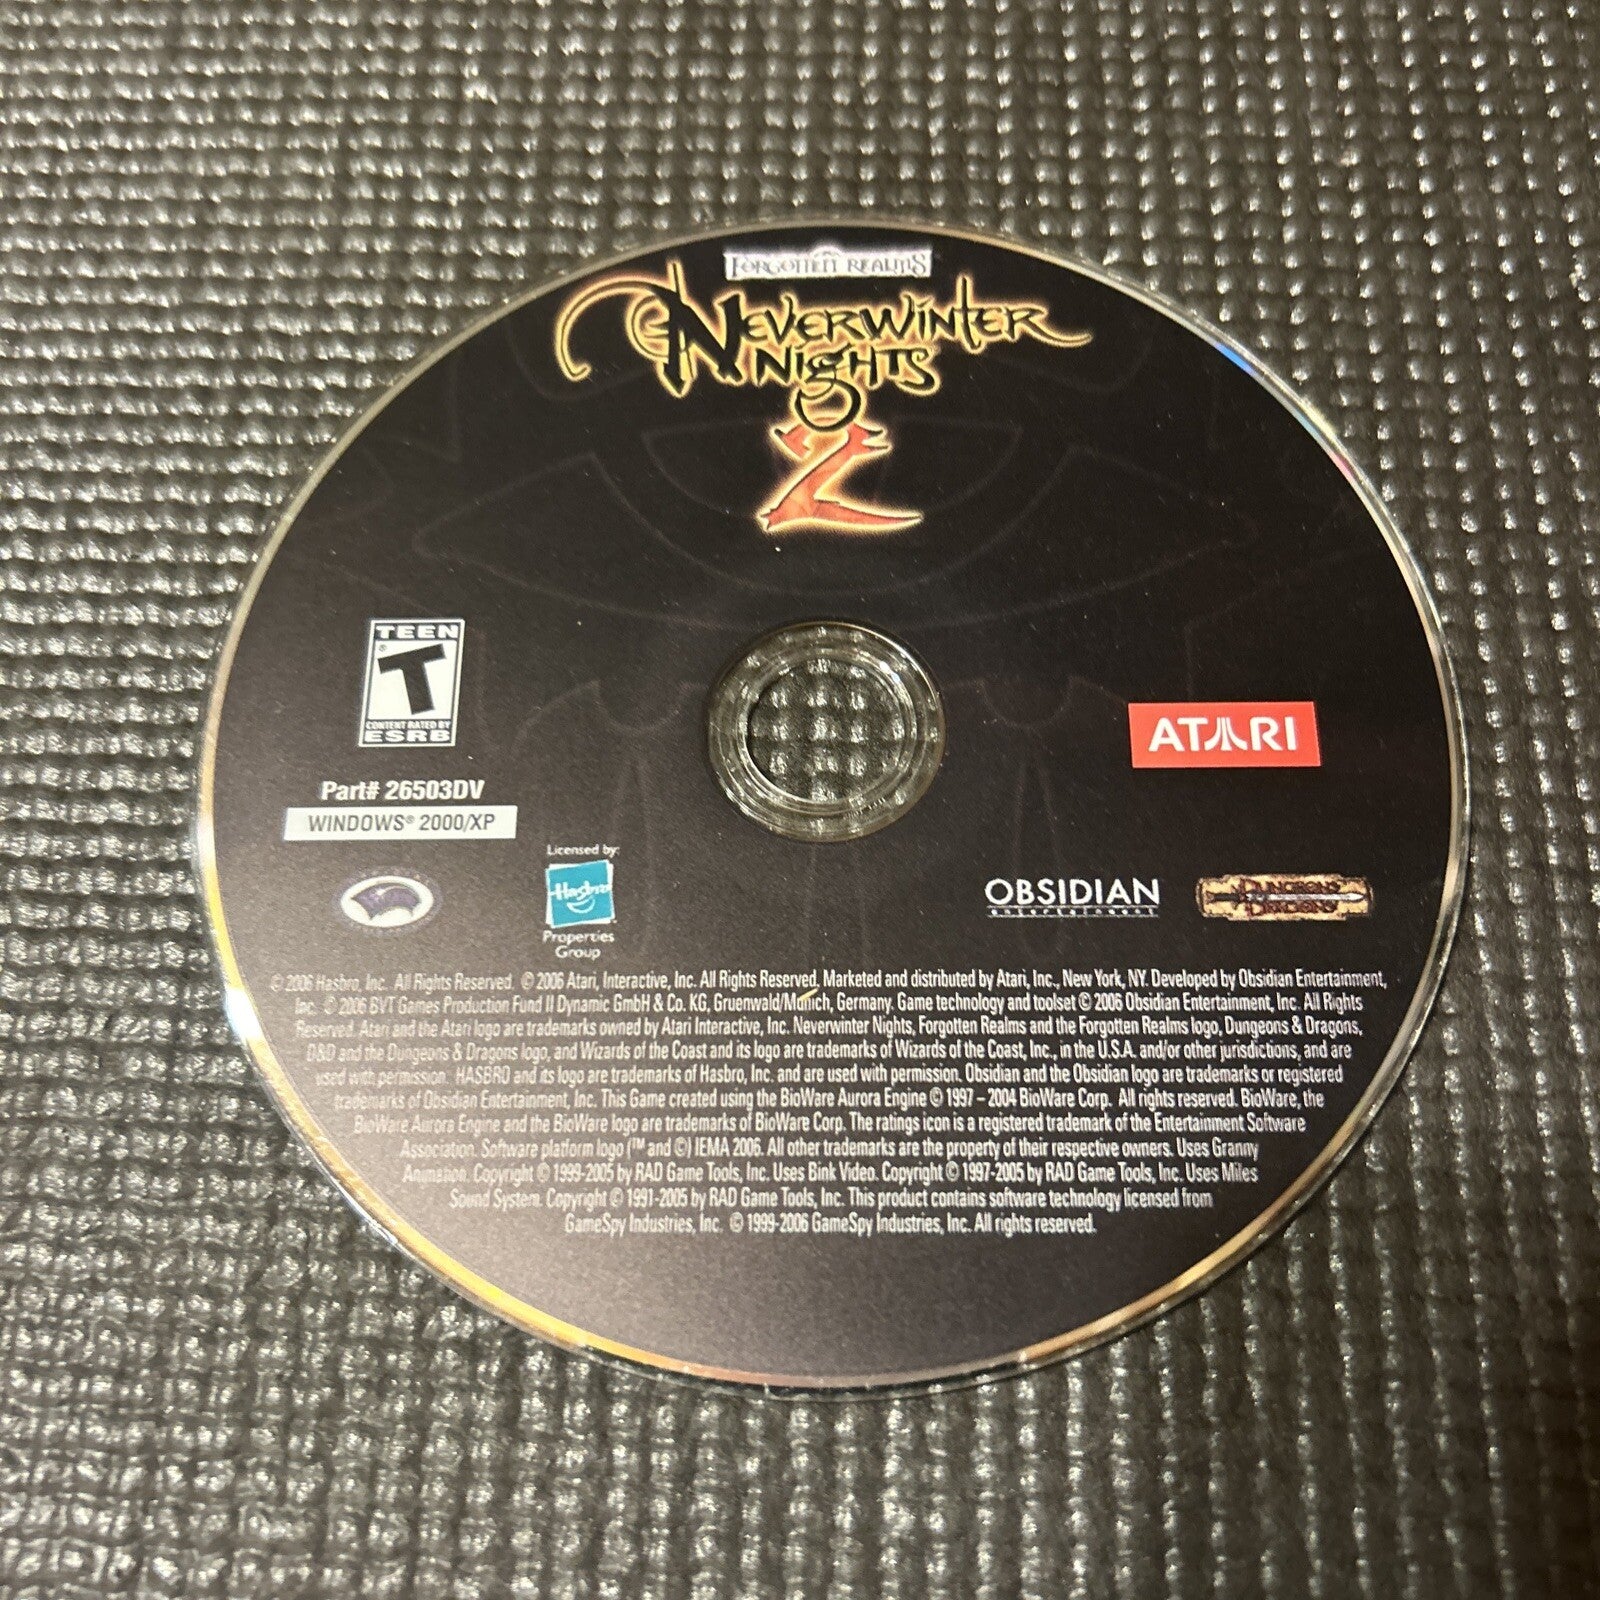 FORGOTTEN REALMS
NEVERWINTER
NIGHTS
2
TEEN
T
®
CONTENT RATED BY
ESRB
ATARI
Part# 26503DV
WINDOWS® 2000/XP
Licensed by:
Hasbro
Properties
Group
OBSIDIAN
entertainment
DUNGEONS
& DRAGONS
© 2006 Hasbro, Inc. All Rights Reserved. © 2006 Atari, Interactive, Inc. All Rights Reserved. Marketed and distributed by Atari, Inc., New York, NY. Developed by Obsidian Entertainment,
Inc. © 2006 BVT Games Production Fund II Dynamic GmbH & Co. KG, Gruenwald/Munich, Germany. Game technology and toolset © 2006 Obsidian Entertainment, Inc. All Rights
Reserved. Atari and the Atari logo are trademarks owned by Atari Interactive, Inc. Neverwinter Nights, Forgotten Realms and the Forgotten Realms logo, Dungeons & Dragons,
D&D and the Dungeons & Dragons logo, and Wizards of the Coast and its logo are trademarks of Wizards of the Coast, Inc., in the U.S.A. and/or other jurisdictions, and are
used with permission. HASBRO and its logo are trademarks of Hasbro, Inc. and are used with permission. Obsidian and the Obsidian logo are trademarks or registered
trademarks of Obsidian Entertainment, Inc. This Game created using the BioWare Aurora Engine © 1997 – 2004 BioWare Corp. All rights reserved. BioWare, the
BioWare Aurora Engine and the BioWare logo are trademarks of BioWare Corp. The ratings icon is a registered trademark of the Entertainment Software
Association. Software platform logo (™ and ©) IEMA 2006. All other trademarks are the property of their respective owners. Uses Granny
Animation. Copyright © 1999-2005 by RAD Game Tools, Inc. Uses Bink Video. Copyright © 1997-2005 by RAD Game Tools, Inc. Uses Miles
Sound System. Copyright © 1991-2005 by RAD Game Tools, Inc. This product contains software technology licensed from
GameSpy Industries, Inc. © 1999-2006 GameSpy Industries, Inc. All rights reserved.